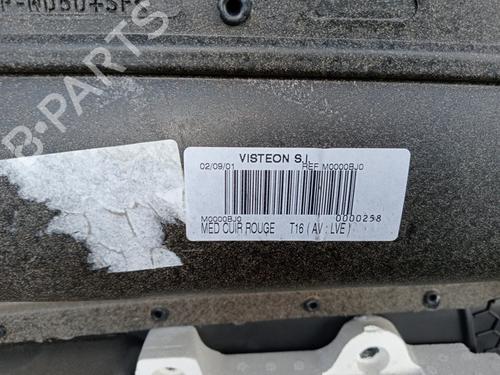 B-PARTS
VISTEON S.I.
02/09/01 REF M0000BJ0
M0000BJ0 0000258
MED CUIR ROUGE T16 ( AV : LVE )